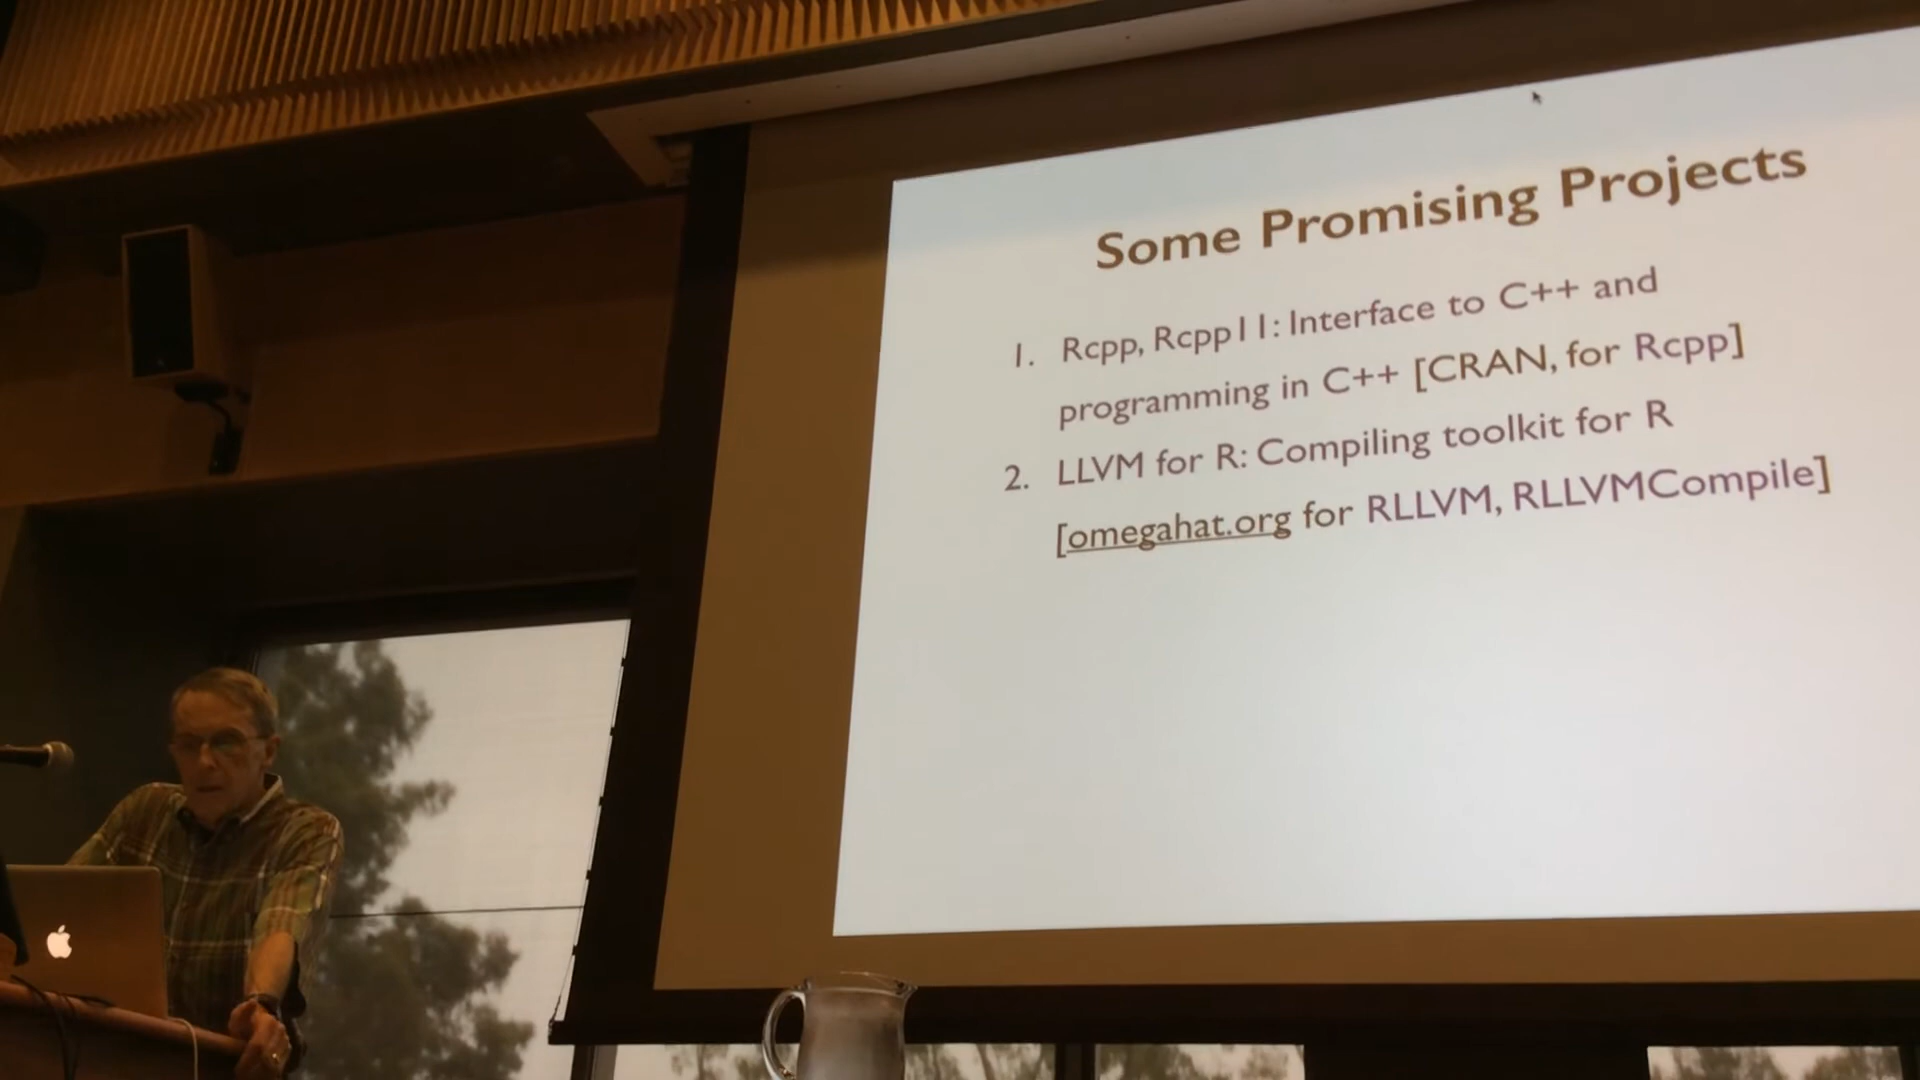 Some Promising Projects
1. Rcpp, Rcpp11: Interface to C++ and
programming in C++ [CRAN, for Rcpp]
2. LLVM for R: Compiling toolkit for R
[omegahat.org for RLLVM, RLLVMCompile]